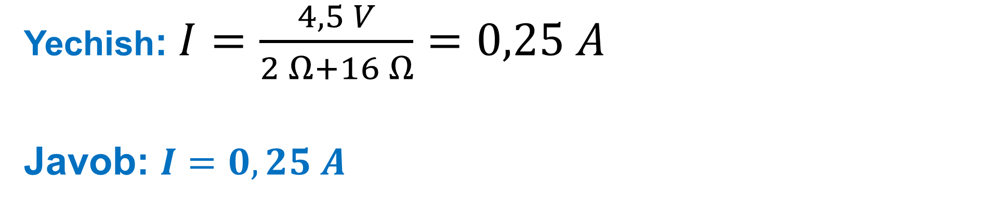 Yechish: I = 4,5 V / 2 Ω+16 Ω = 0,25 A
Javob: I = 0, 25 A